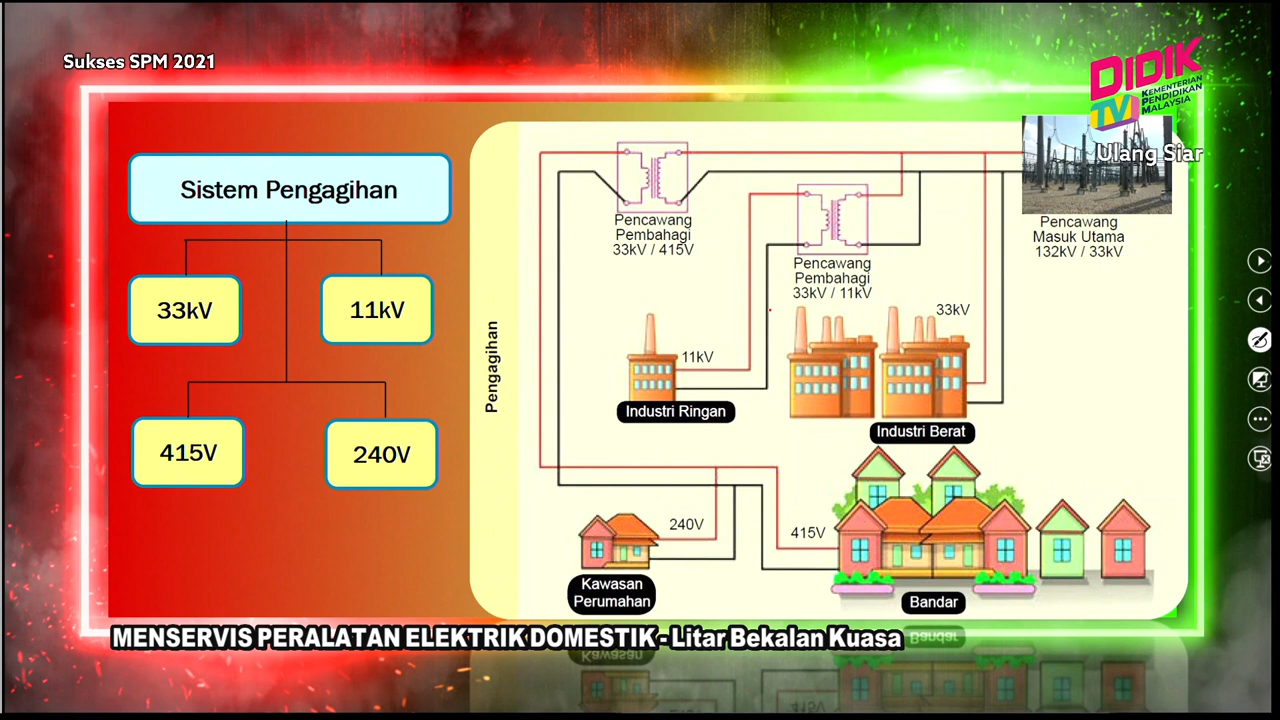 Sukses SPM 2021
DIDIK
TV
KEMENTERIAN
PENDIDIKAN
MALAYSIA
Ulang Siar
Sistem Pengagihan
33kV
11kV
415V
240V
Pengagihan
Pencawang
Pembahagi
33kV / 415V
Pencawang
Pembahagi
33kV / 11kV
Pencawang
Masuk Utama
132kV / 33kV
11kV
Industri Ringan
33kV
Industri Berat
240V
Kawasan
Perumahan
415V
Bandar
MENSERVIS PERALATAN ELEKTRIK DOMESTIK - Litar Bekalan Kuasa